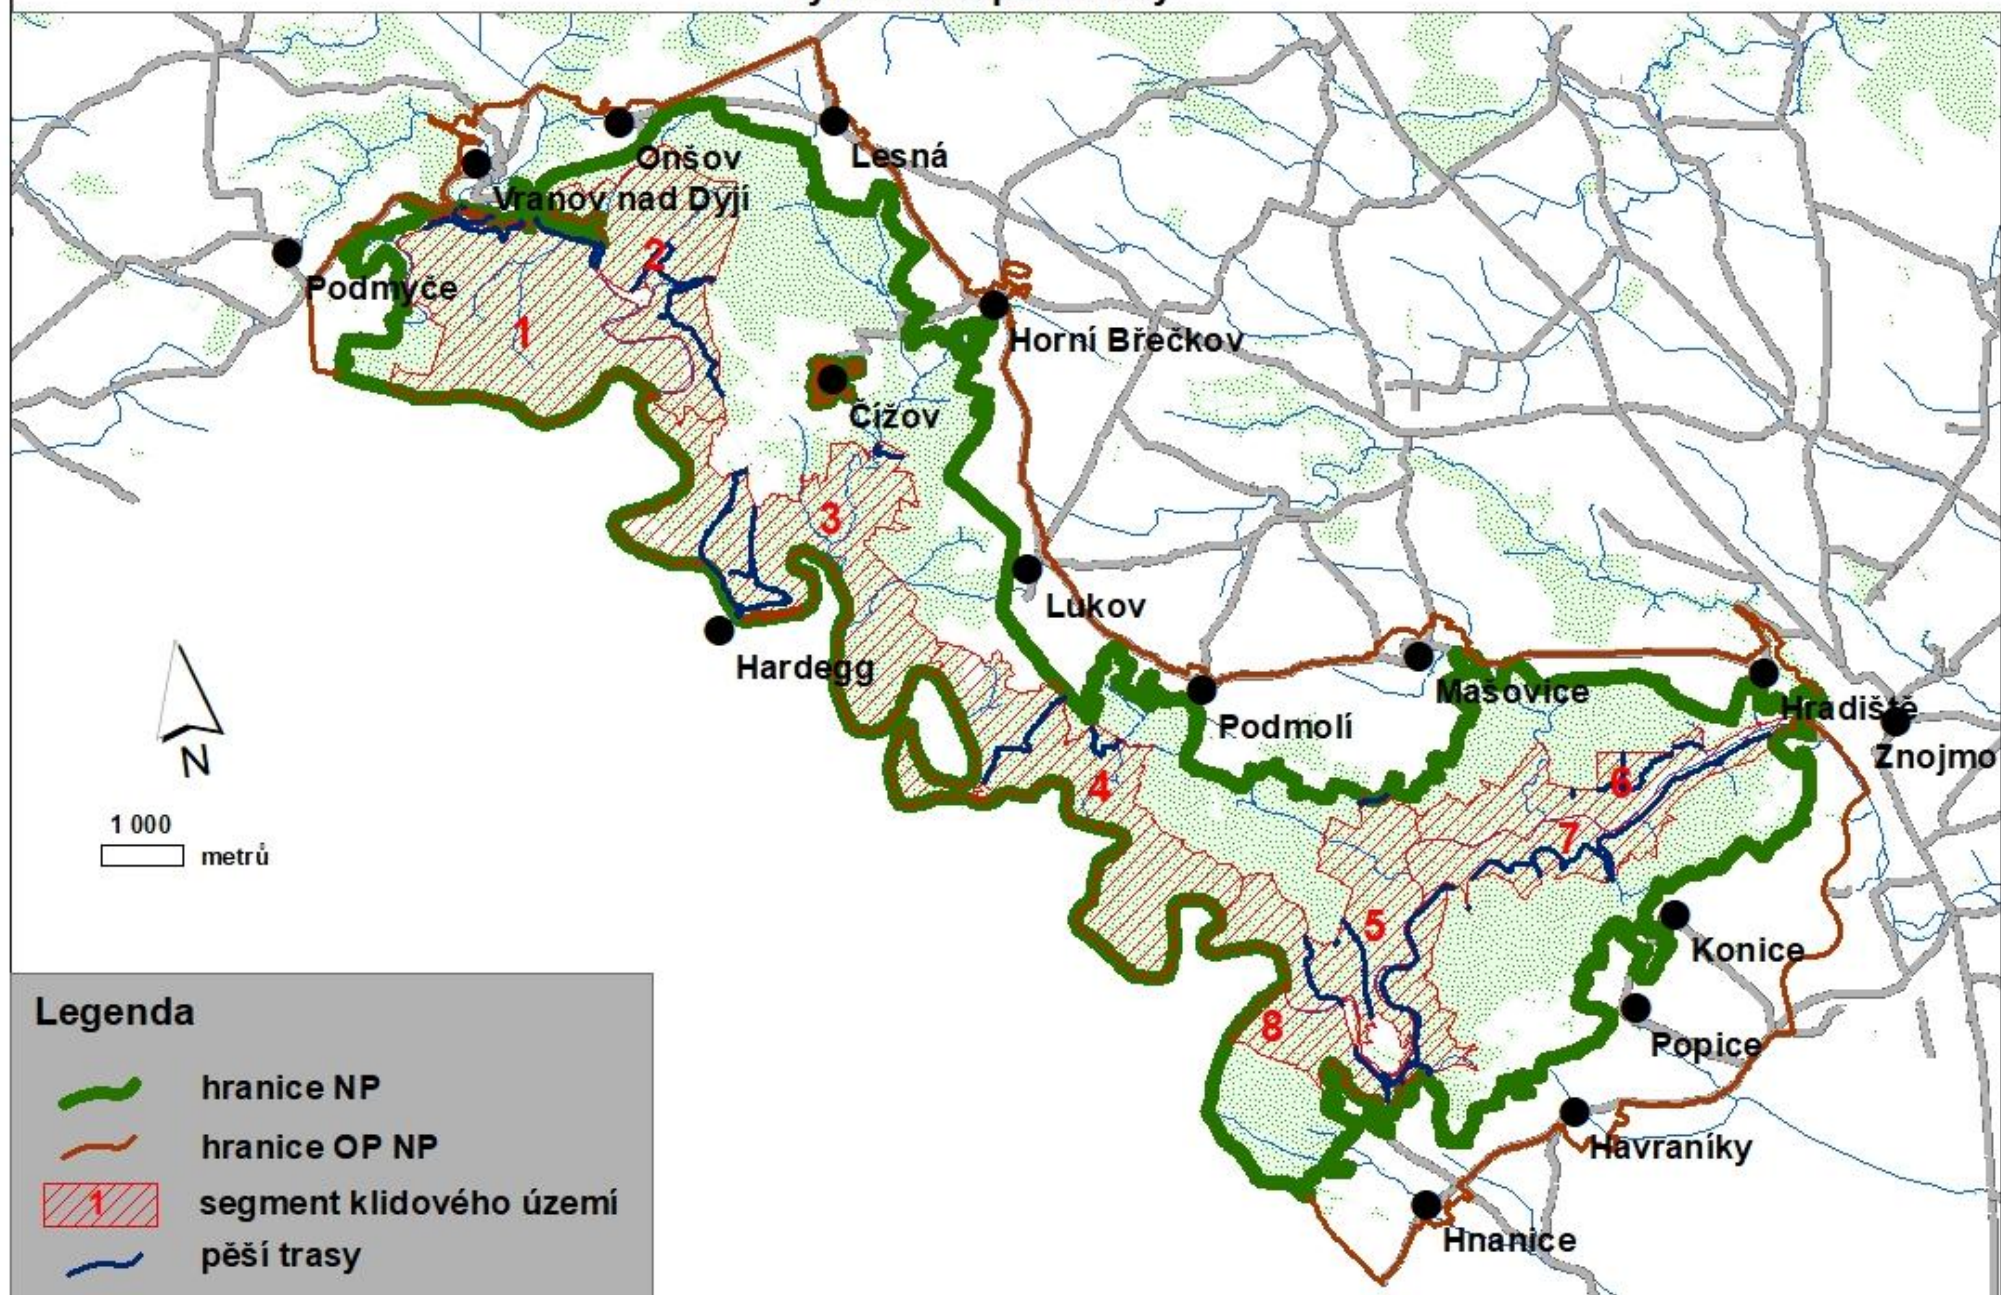 Onšov
Lesná
Vranov nad Dyjí
2
Podmyče
1
Horní Břečkov
Čížov
3
Lukov
Hardegg
Mašovice
Hradiště
Podmolí
Znojmo
N
4
6
1 000
metrů
7
5
Konice
8
Popice
Legenda
hranice NP
Havraníky
hranice OP NP
1
segment klidového území
Hnanice
pěší trasy